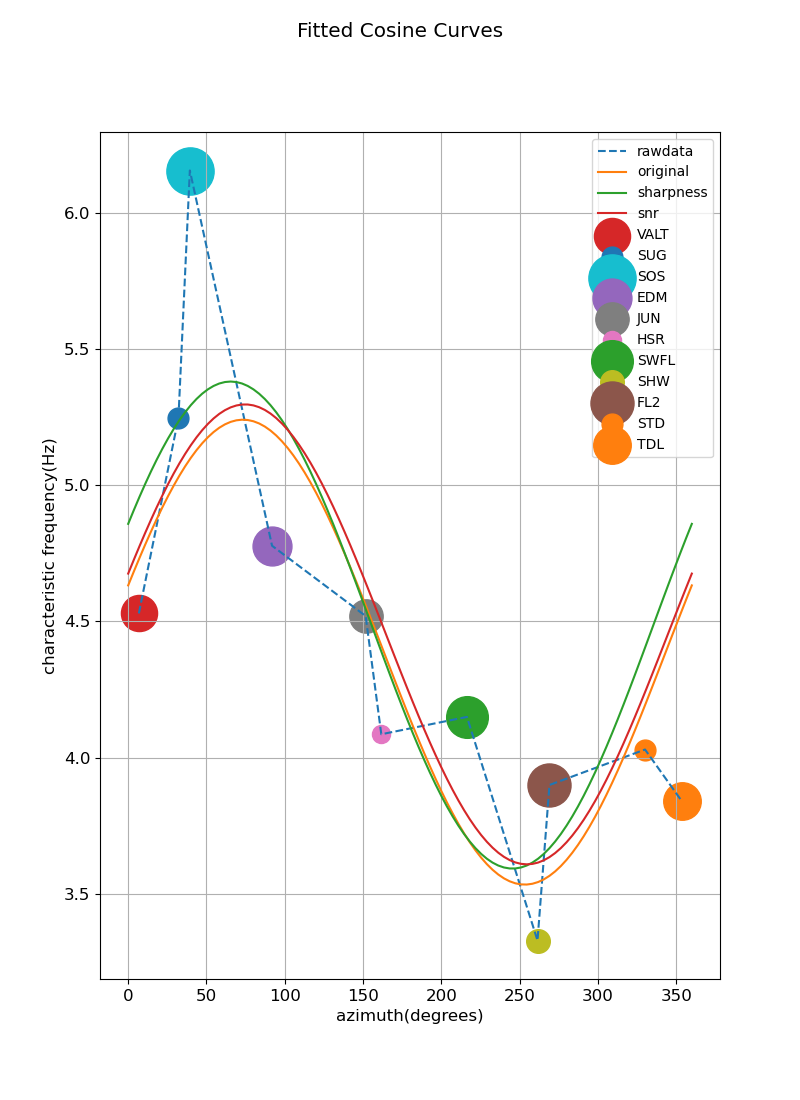 Fitted Cosine Curves
rawdata
original
sharpness
snr
VALT
SUG
SOS
EDM
JUN
HSR
SWFL
SHW
FL2
STD
TDL
characteristic frequency(Hz)
6.0
5.5
5.0
4.5
4.0
3.5
0 50 100 150 200 250 300 350
azimuth(degrees)